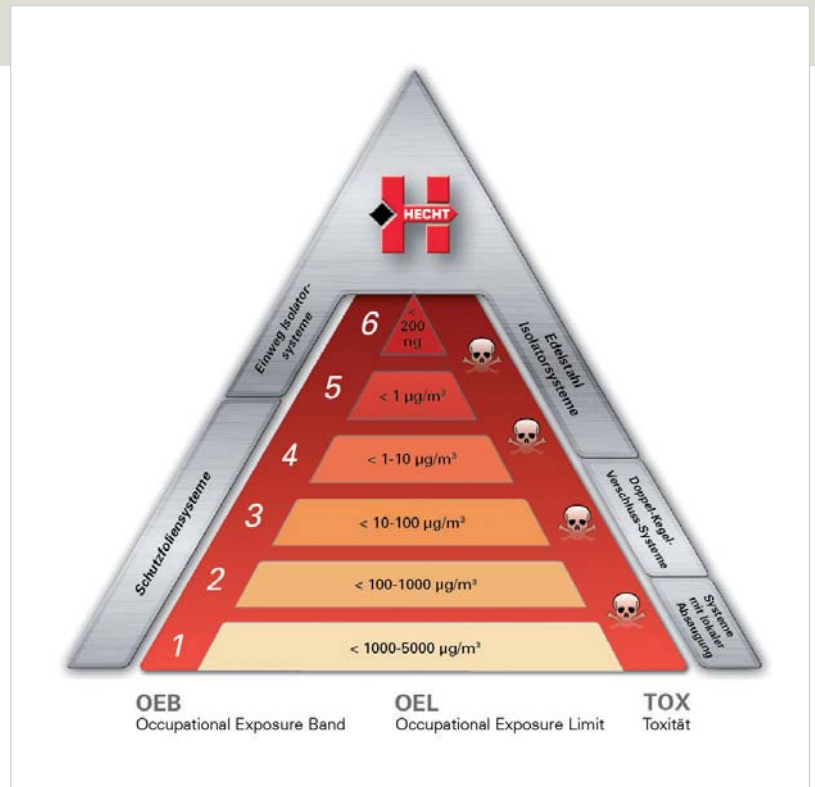 HECHT
Einweg Isolator-
systeme
Edelstahl
Isolatorsysteme
6
<
200
ng
5
< 1 µg/m³
4
< 1-10 µg/m³
3
< 10-100 µg/m³
2
< 100-1000 µg/m³
1
< 1000-5000 µg/m³
Schutzfoliensysteme
Doppel-Kegel-
Verschluss-Systeme
Systeme
mit lokaler
Absaugung
OEB
Occupational Exposure Band
OEL
Occupational Exposure Limit
TOX
Toxität